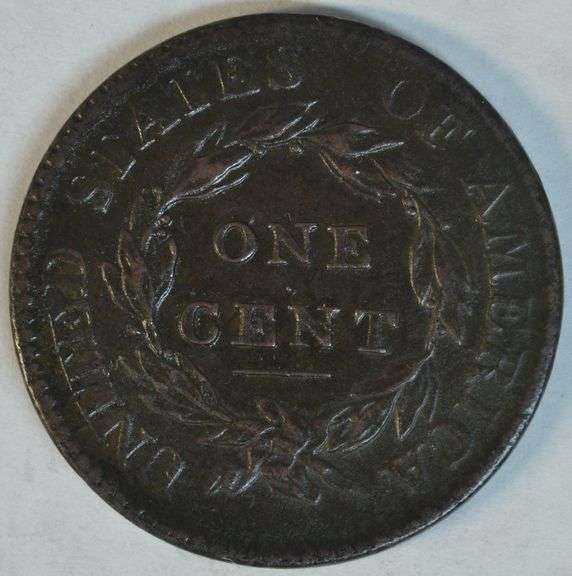 UNITED STATES OF AMERICA
ONE
CENT